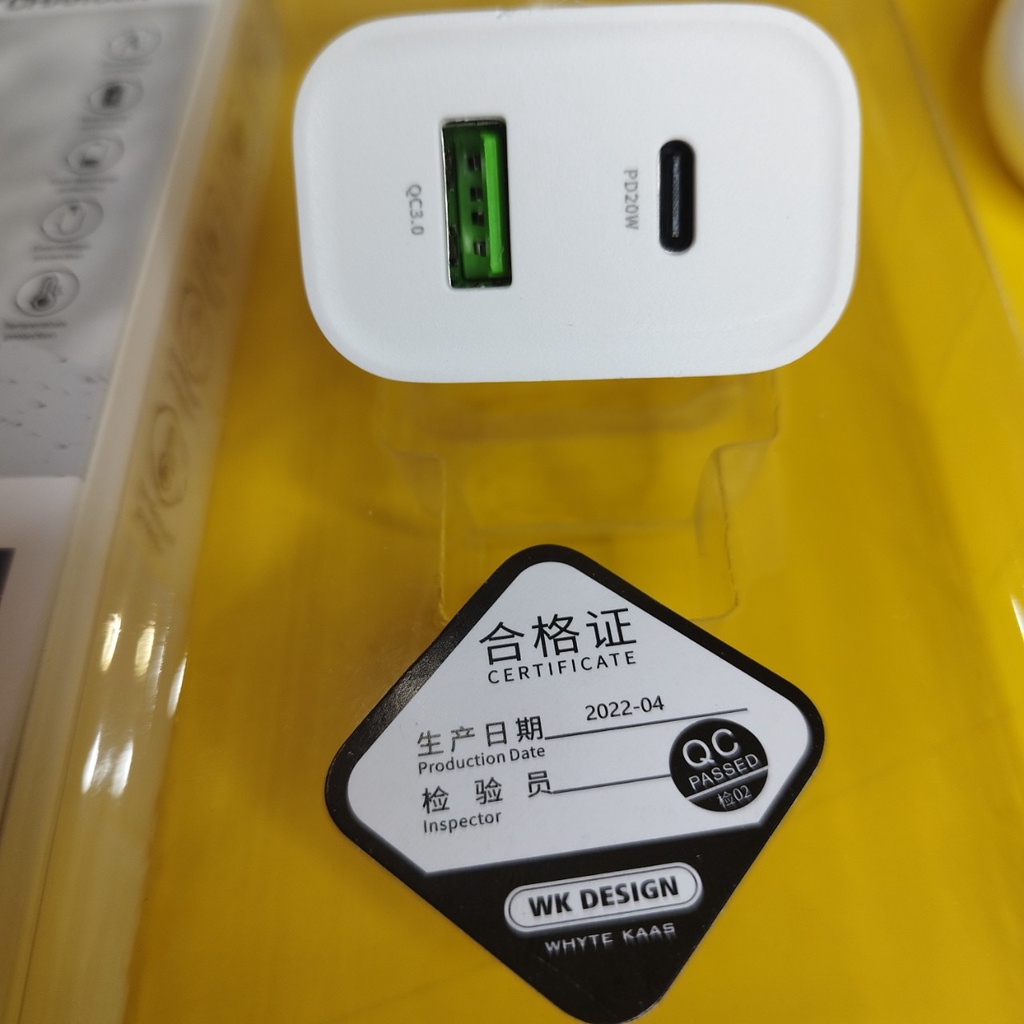 QC3.0
PD20W
合格证
CERTIFICATE
生产日期 2022-04
Production Date
检验员
Inspector
QC
PASSED
检02
WK DESIGN
WHYTE KAAS